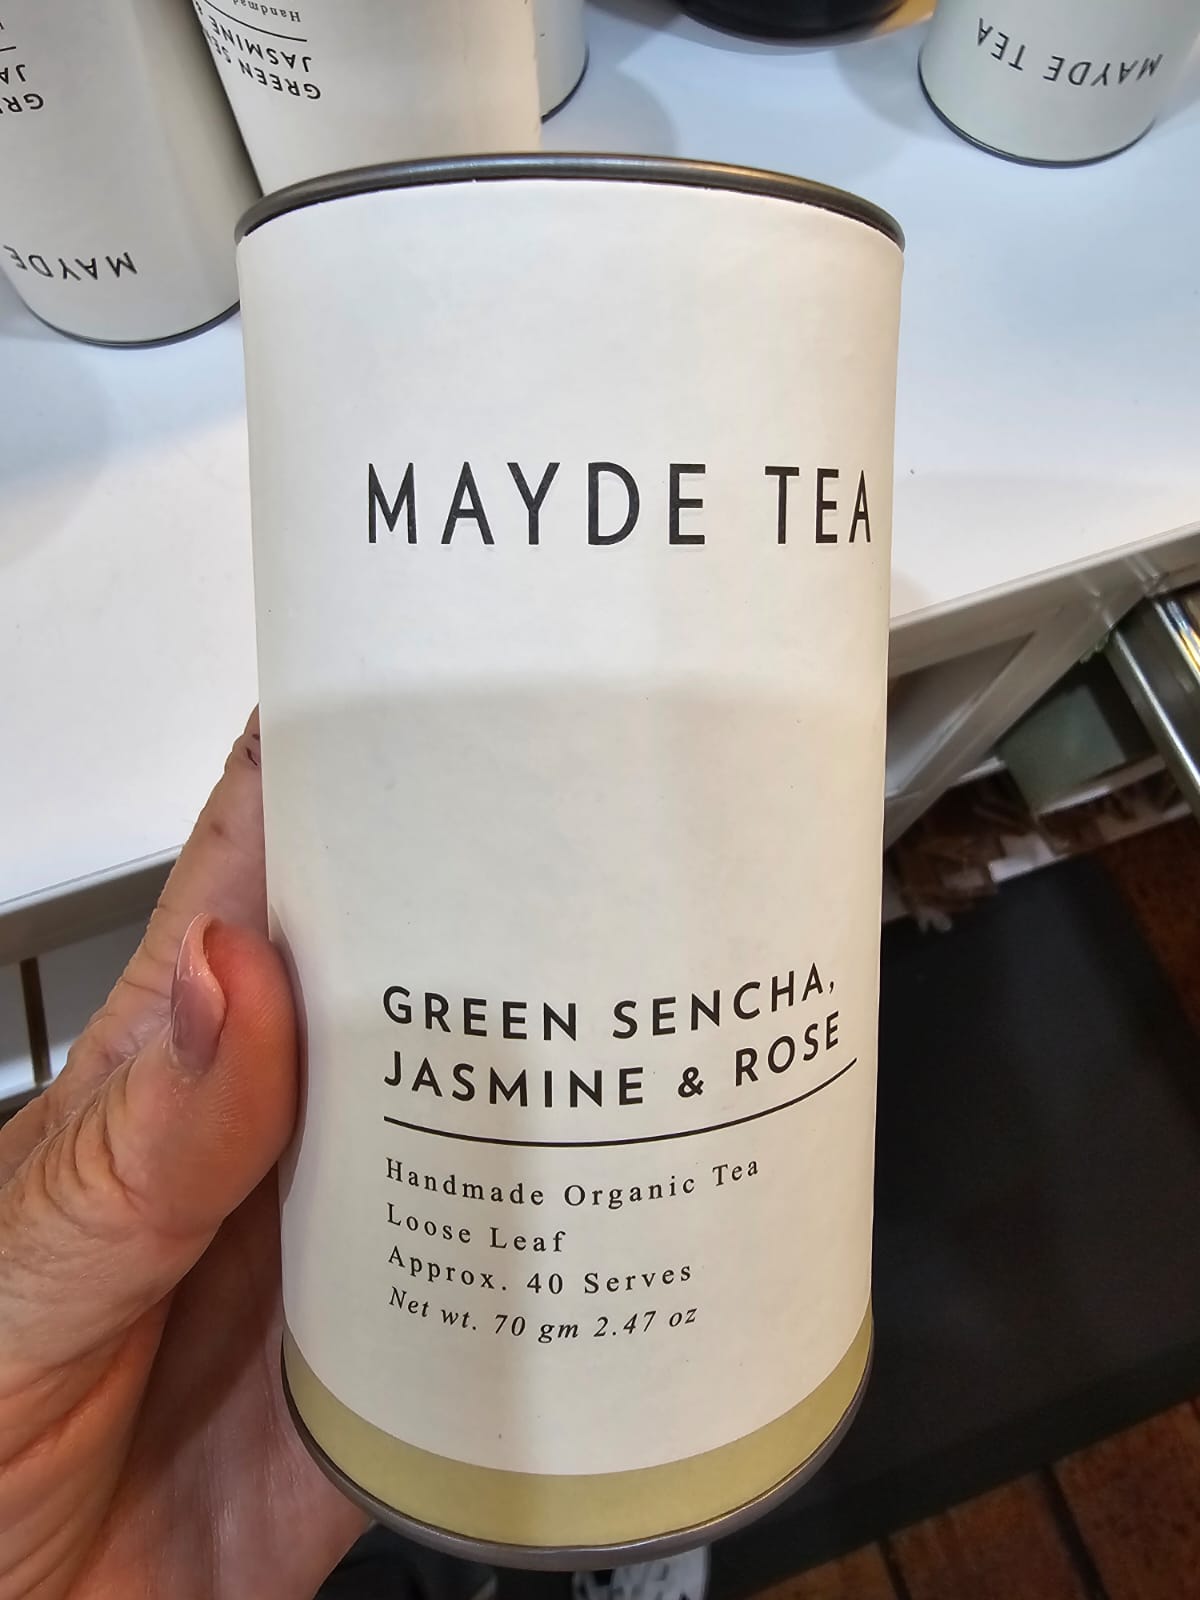 MAYDE TEA
GREEN SENCHA,
JASMINE & ROSE
Handmade Organic Tea
Loose Leaf
Approx. 40 Serves
Net wt. 70 gm 2.47 oz
MAYDE TEA
MAYDE
GREEN
JASMINE